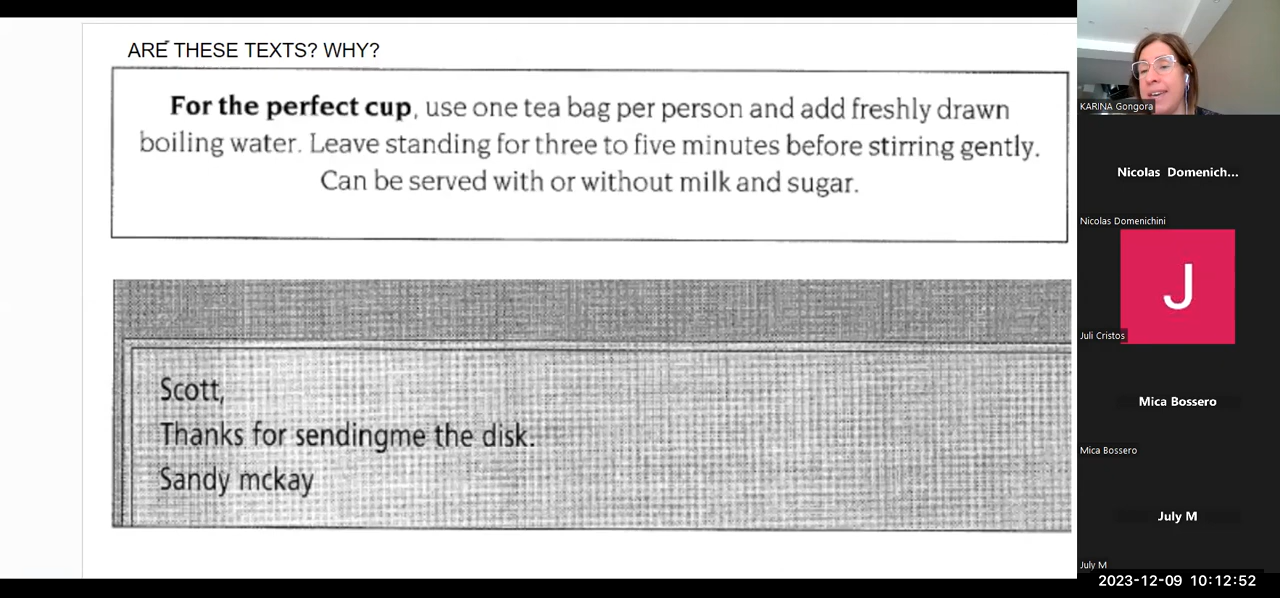 ARE THESE TEXTS? WHY?
For the perfect cup, use one tea bag per person and add freshly drawn
boiling water. Leave standing for three to five minutes before stirring gently.
Can be served with or without milk and sugar.
Scott,
Thanks for sendingme the disk.
Sandy mckay
KARINA Gongora
Nicolas Domenich...
Nicolas Domenichini
J
Juli Cristos
Mica Bossero
Mica Bossero
July M
July M
2023-12-09 10:12:52